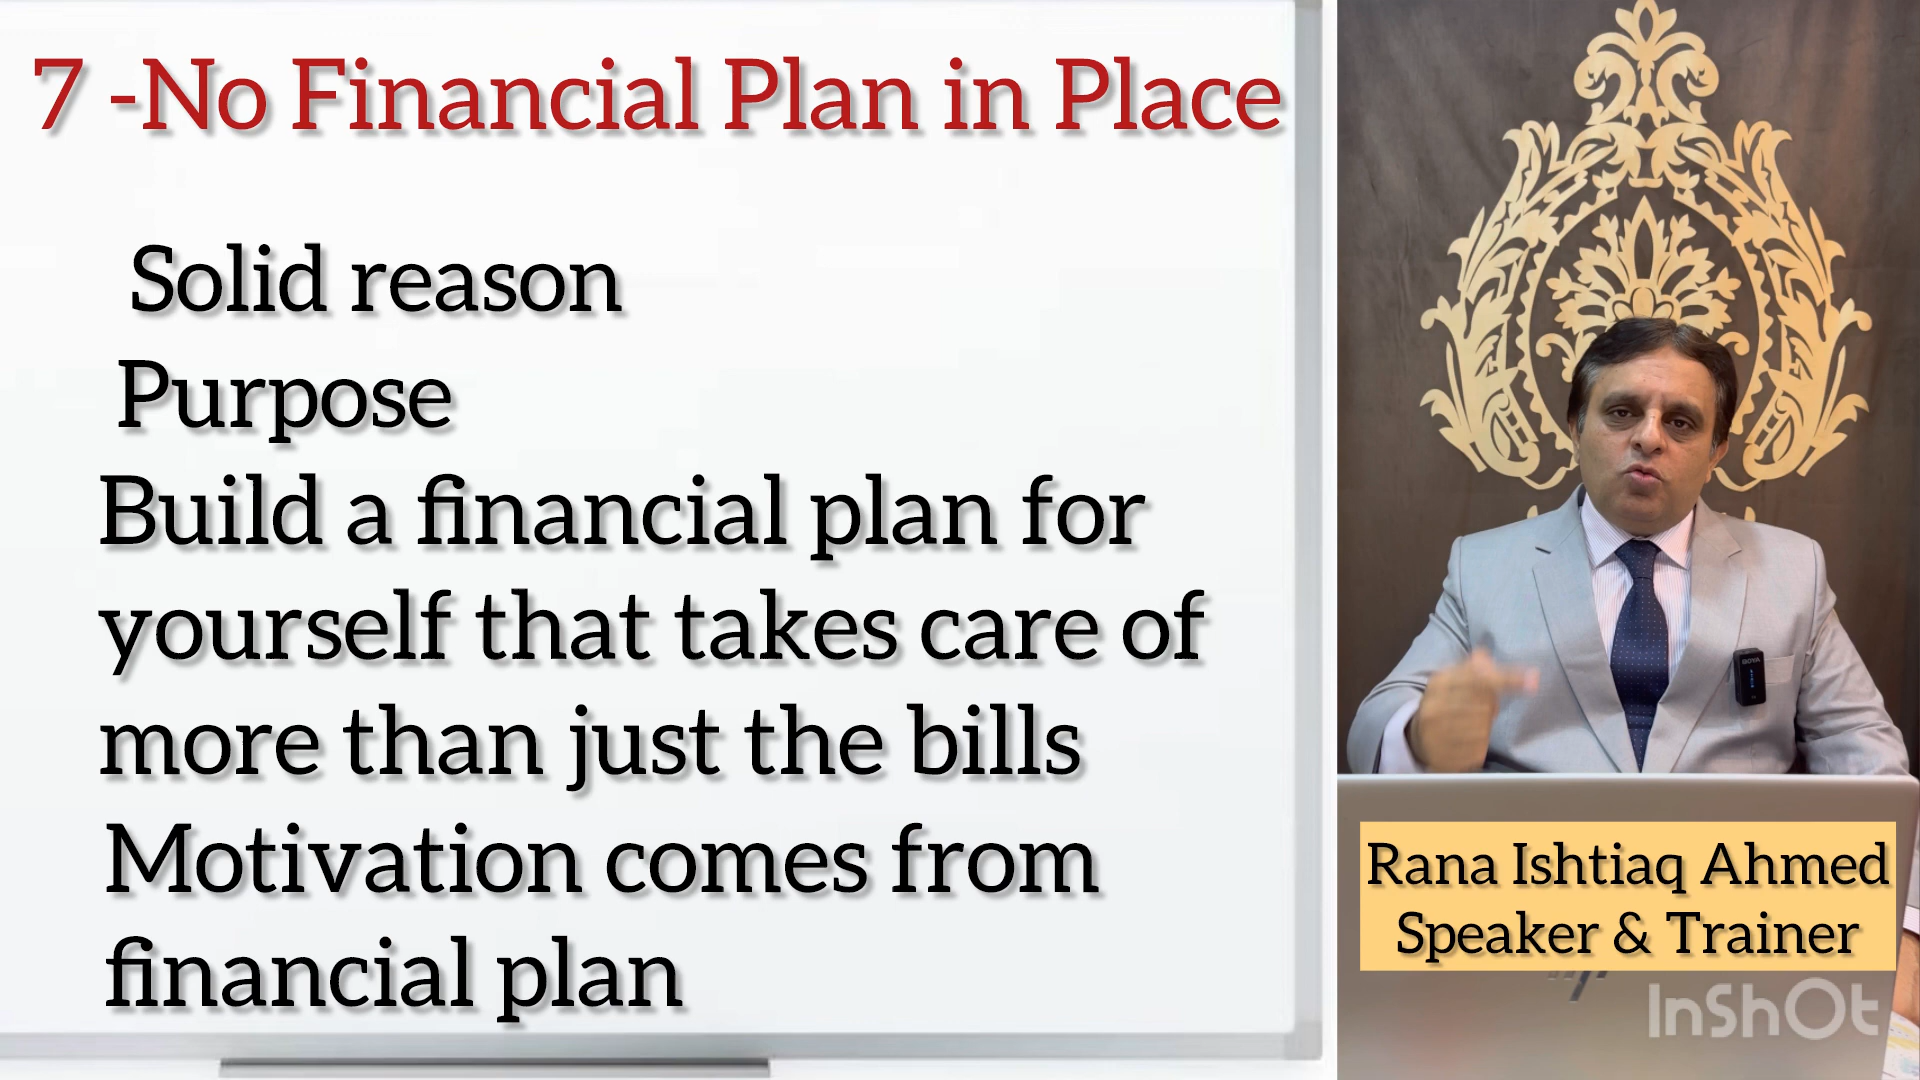 7 -No Financial Plan in Place
Solid reason
Purpose
Build a financial plan for
yourself that takes care of
more than just the bills
Motivation comes from
financial plan
BOYA
Rana Ishtiaq Ahmed
Speaker & Trainer
InShOt